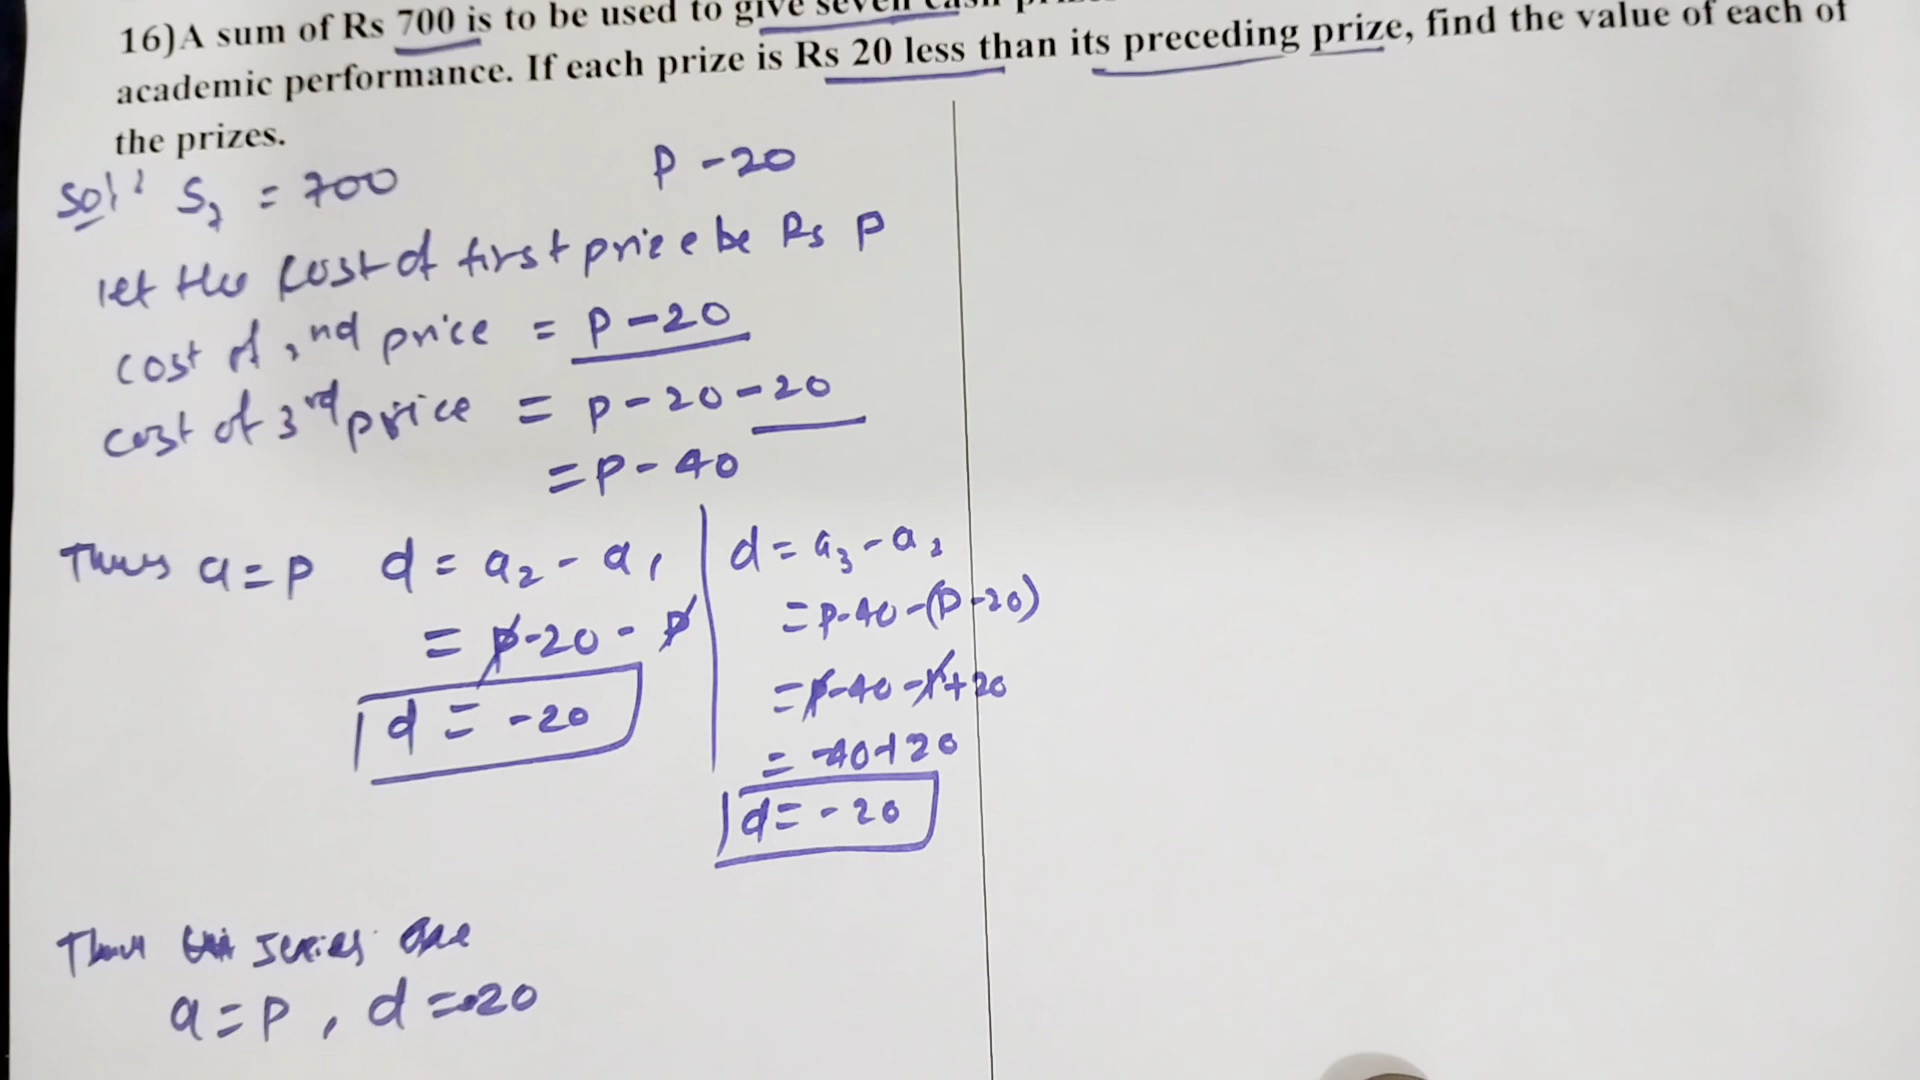 16)A sum of Rs 700 is to be used to give seven cash
academic performance. If each prize is Rs 20 less than its preceding prize, find the value of each of
the prizes.
P - 20
Sol: S₇ = 700
let the cost of first prize be Rs P
cost of 2nd price = P - 20
cost of 3rd price = P - 20 - 20
= P - 40
Thus a = P d = a₂ - a₁
= P - 20 - P
d = -20
d = a₃ - a₂
= P - 40 - (P - 20)
= P - 40 - P + 20
= -40 + 20
d = -20
Thus series are
a = P , d = -20